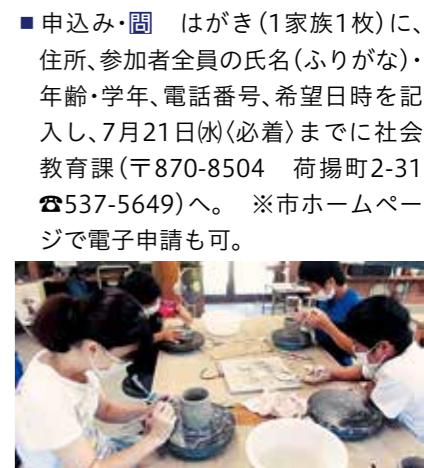 ■申込み・問　はがき(1家族1枚)に、
住所、参加者全員の氏名(ふりがな)・
年齢・学年、電話番号、希望日時を記
入し、7月21日㈬〈必着〉までに社会
教育課(〒870-8504　荷揚町2-31
☎537-5649)へ。　※市ホームペー
ジで電子申請も可。